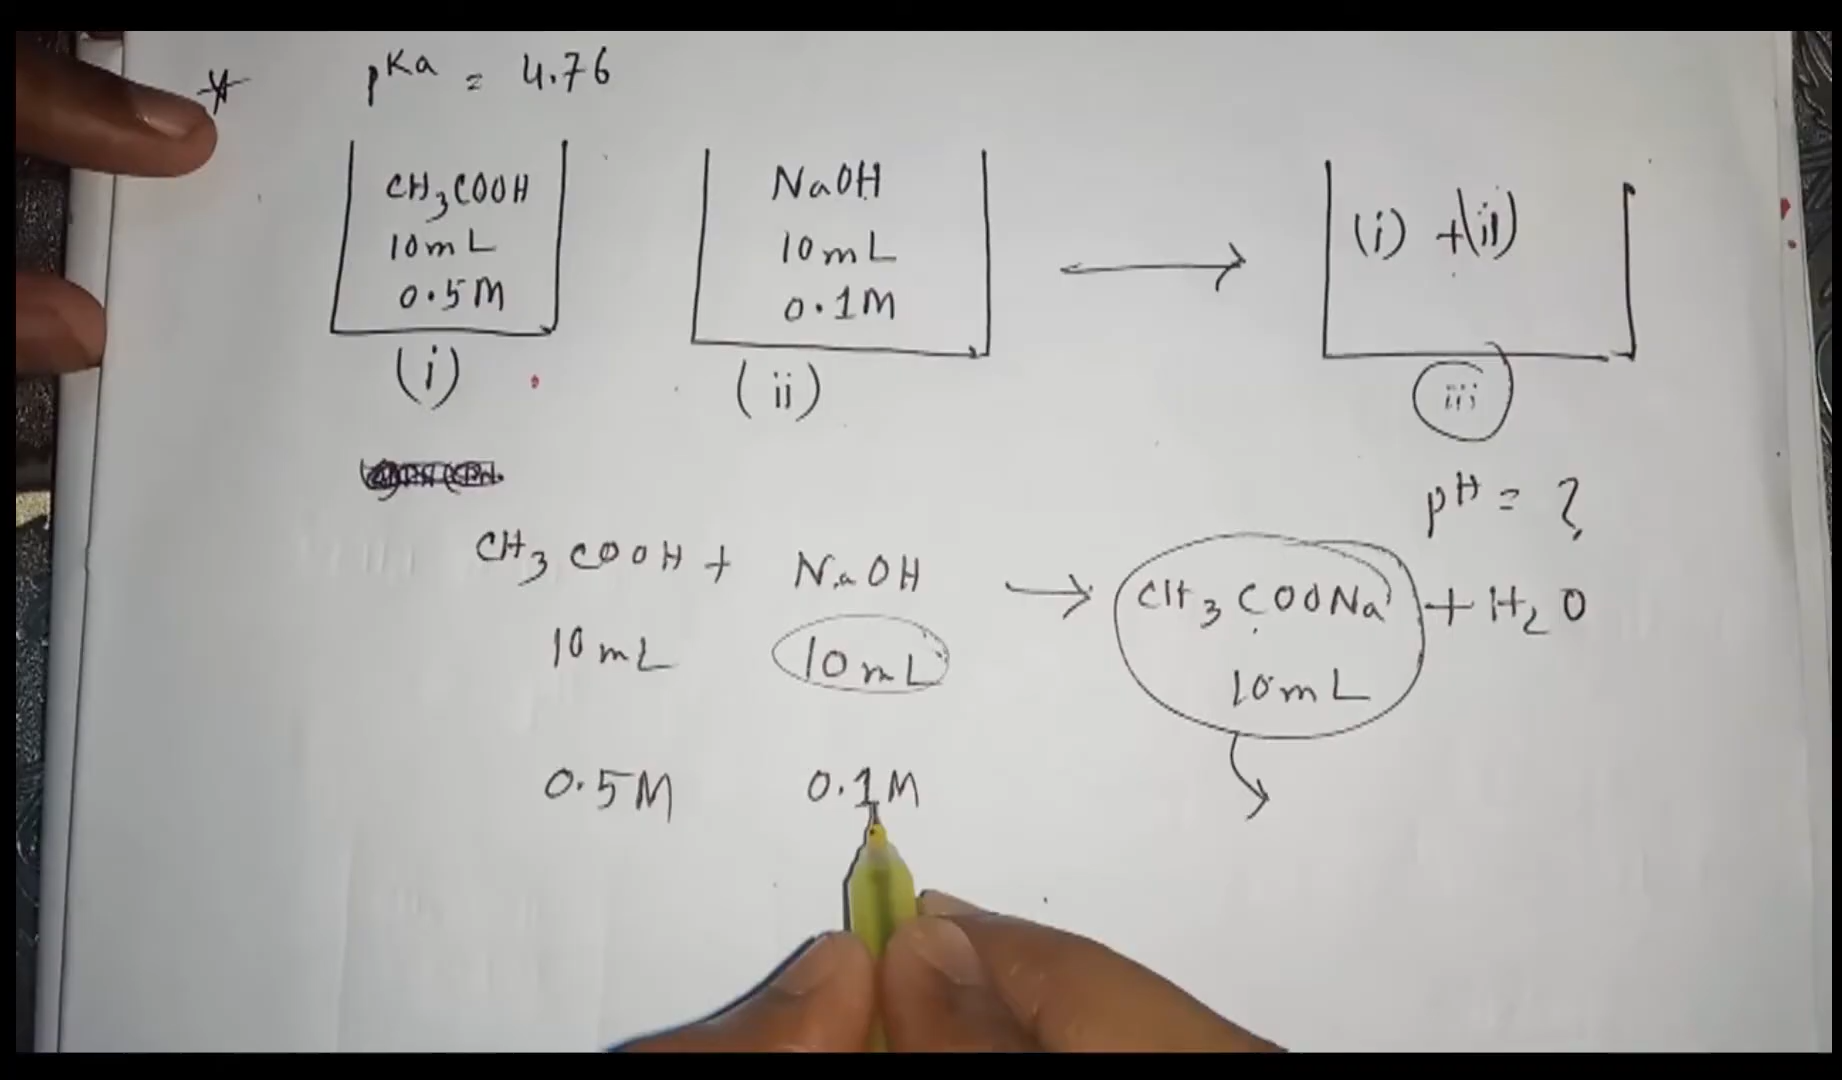 * pKa = 4.76
CH₃COOH
10mL
0.5M
(i)
NaOH
10mL
0.1M
(ii)
(i) +(ii)
iii
pH = ?
CH₃COOH + NaOH → CH₃COONa + H₂O
10mL 10mL 10mL
0.5M 0.1M